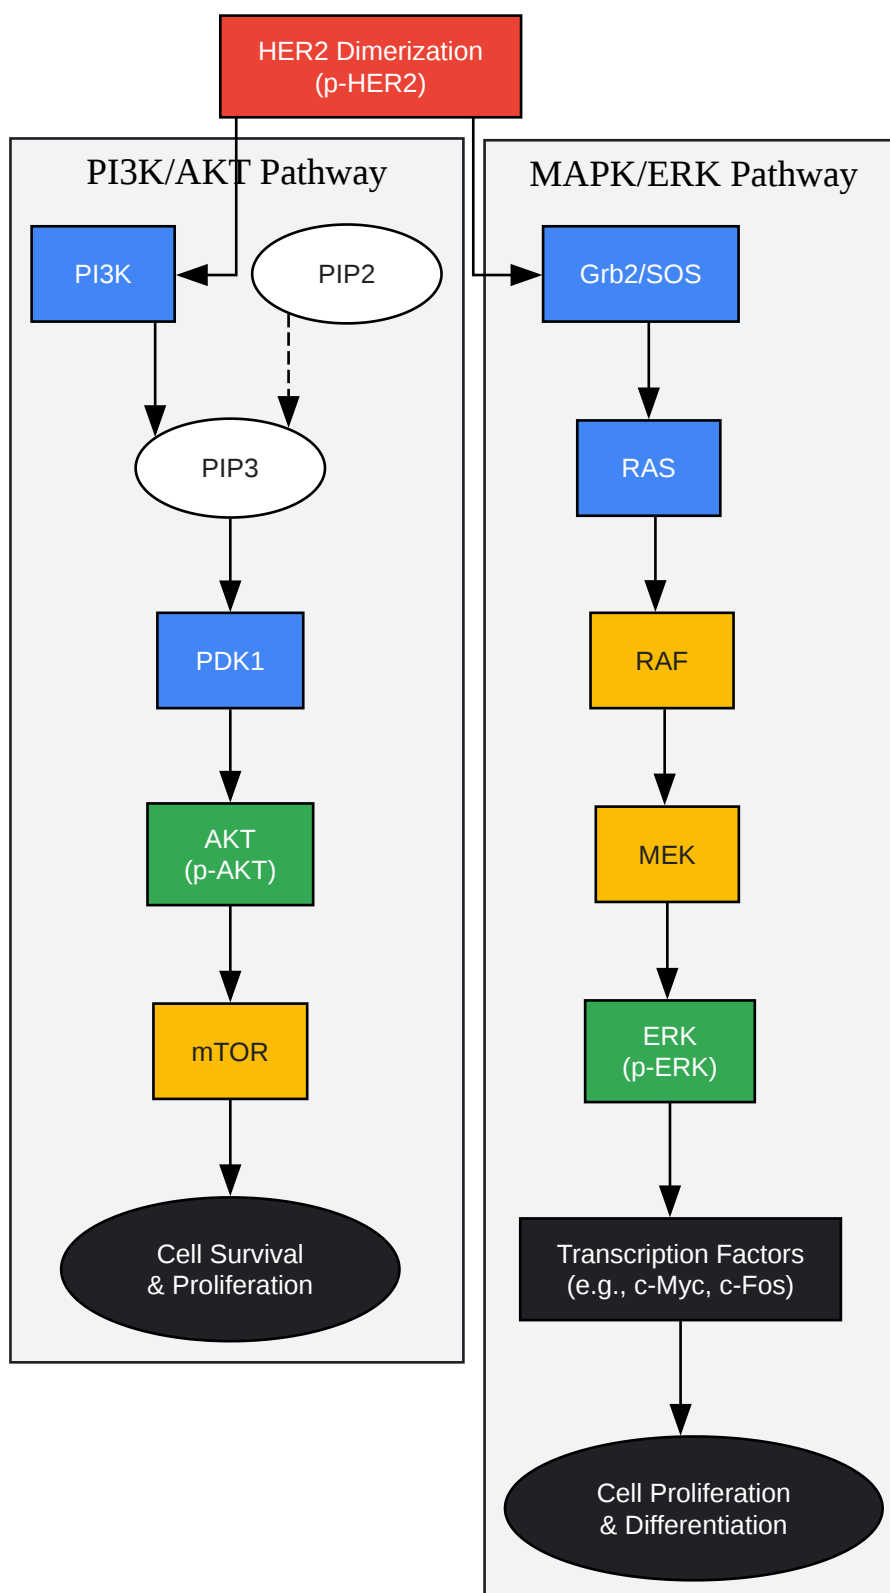 HER2 Dimerization
(p-HER2)
PI3K/AKT Pathway
PI3K
PIP2
PIP3
PDK1
AKT
(p-AKT)
mTOR
Cell Survival
& Proliferation
MAPK/ERK Pathway
Grb2/SOS
RAS
RAF
MEK
ERK
(p-ERK)
Transcription Factors
(e.g., c-Myc, c-Fos)
Cell Proliferation
& Differentiation